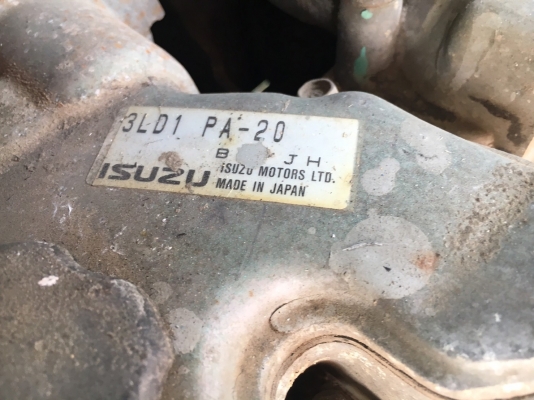 3LD1 PA-20
B JH
ISUZU ISUZU MOTORS LTD.
MADE IN JAPAN